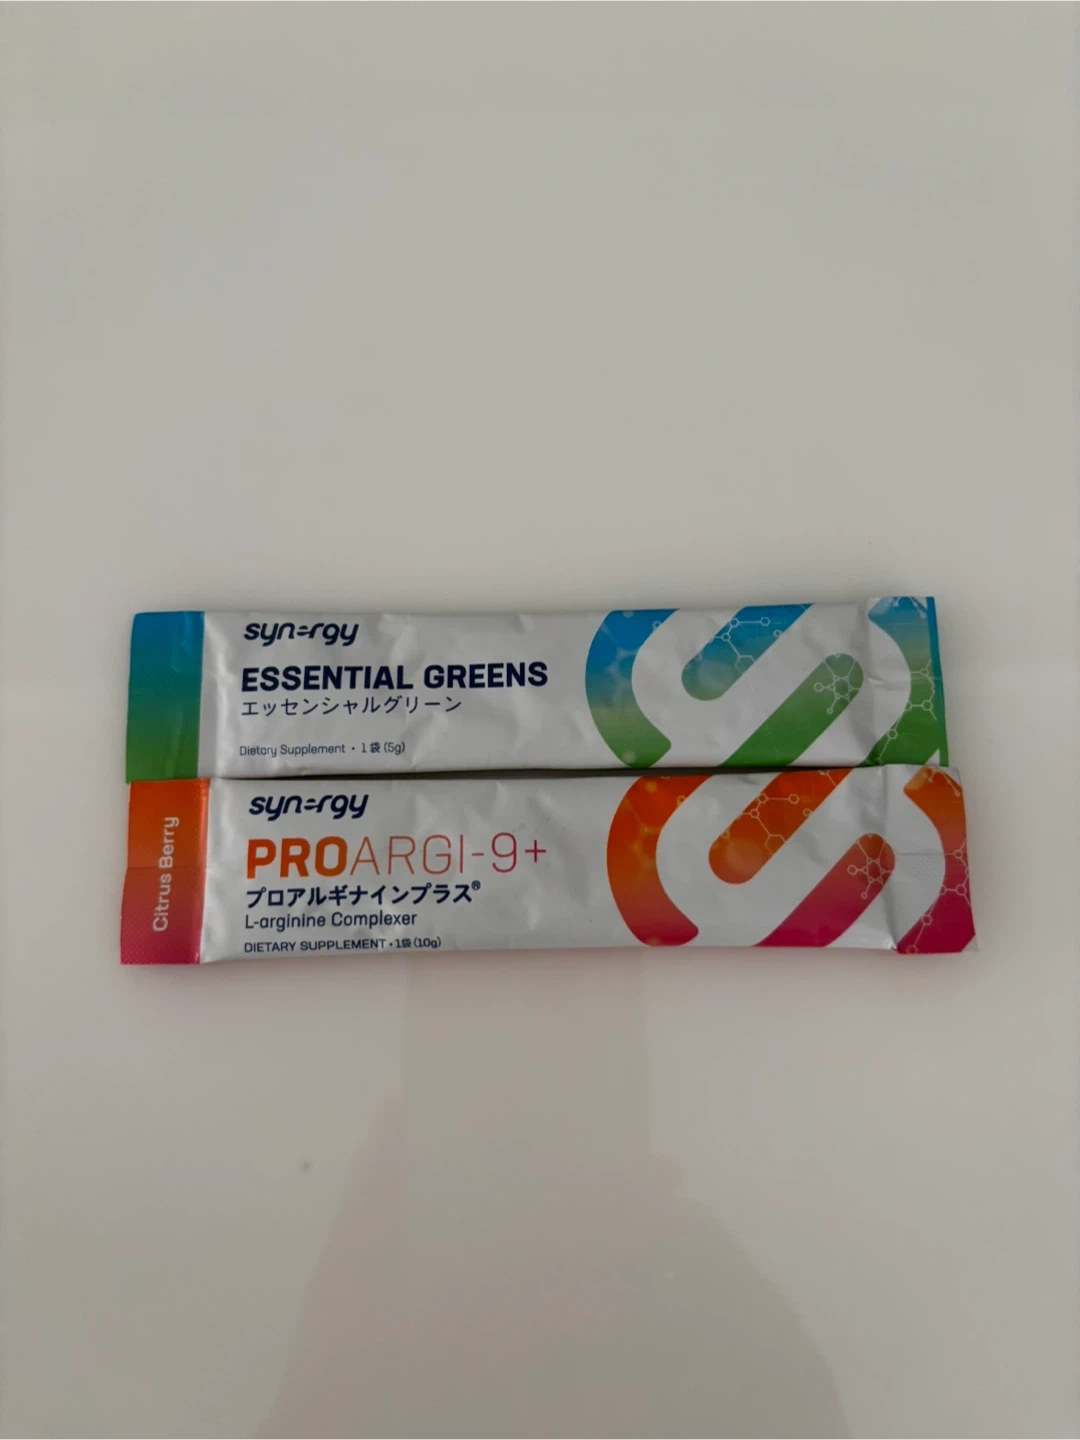 synergy
ESSENTIAL GREENS
エッセンシャルグリーン
Dietary Supplement・1袋(5g)
Citrus Berry
synergy
PROARGI-9+
プロアルギナインプラス®
L-arginine Complexer
DIETARY SUPPLEMENT・1袋(10g)